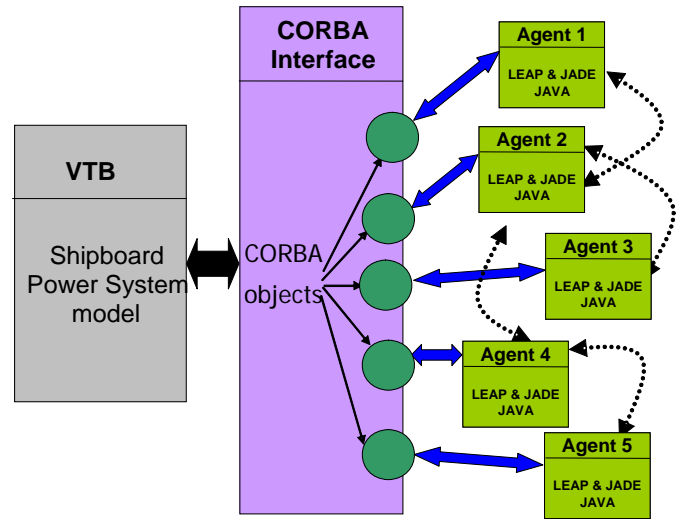 VTB
Shipboard
Power System
model
CORBA
Interface
CORBA
objects
Agent 1
LEAP & JADE
JAVA
Agent 2
LEAP & JADE
JAVA
Agent 3
LEAP & JADE
JAVA
Agent 4
LEAP & JADE
JAVA
Agent 5
LEAP & JADE
JAVA